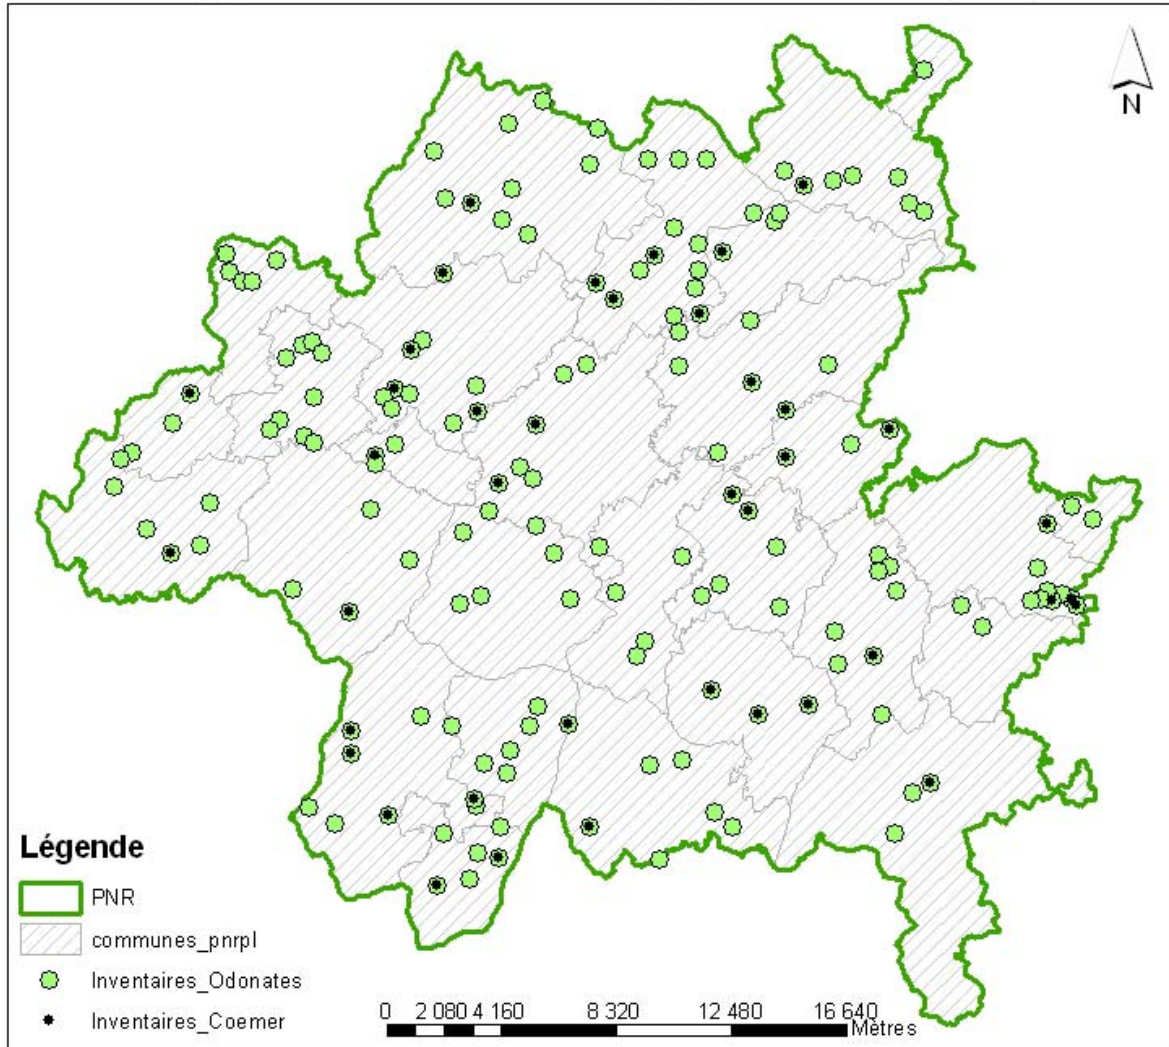 N
Légende
PNR
communes_pnrpl
Inventaires_Odonates
Inventaires_Coemer
0 2 080 4 160 8 320 12 480 16 640
Mètres